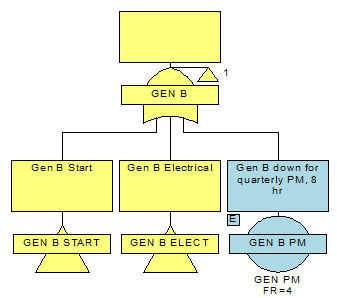 1
GEN B
Gen B Start
Gen B Electrical
Gen B down for
quarterly PM, 8
hr
E
GEN B START
GEN B ELECT
GEN B PM
GEN PM
FR=4